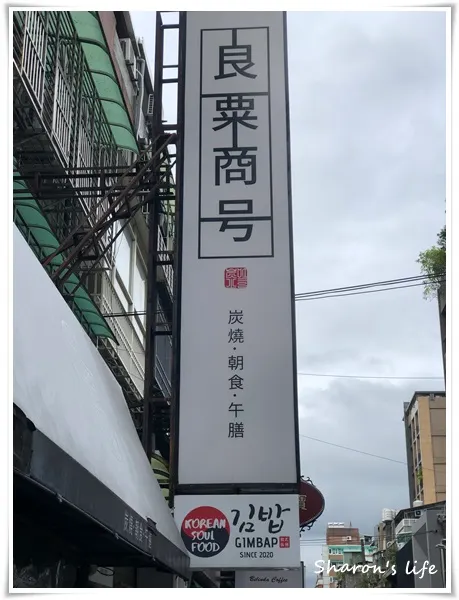 良粟商号
炭燒·朝食·午膳
KOREAN
SOUL
FOOD
김밥
GIMBAP
SINCE 2020
Sharon's life